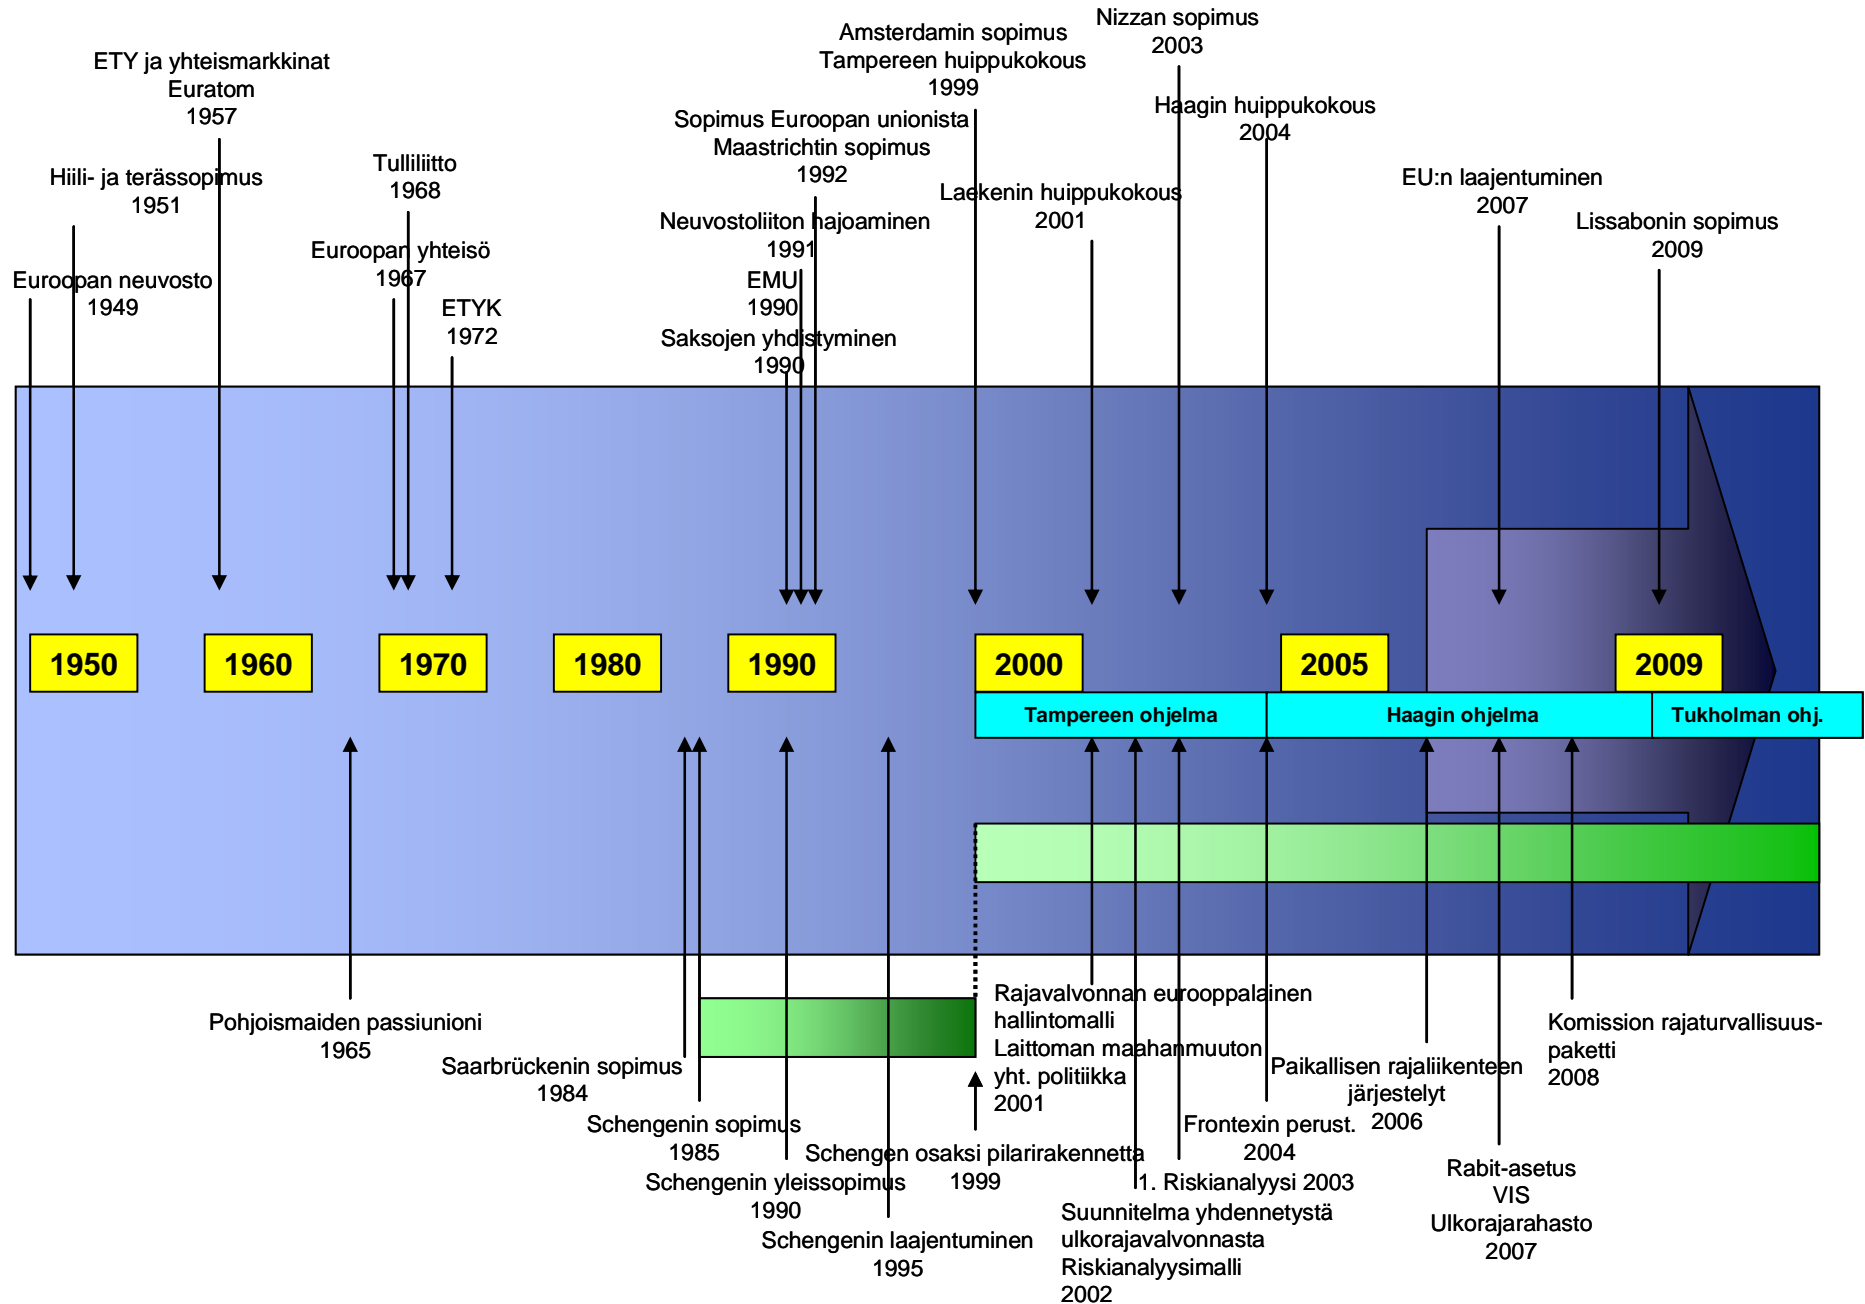 Nizzan sopimus
2003
Amsterdamin sopimus
Tampereen huippukokous
1999
ETY ja yhteismarkkinat
Euratom
1957
Haagin huippukokous
2004
Sopimus Euroopan unionista
Maastrichtin sopimus
1992
Tulliliitto
1968
Hiili- ja terässopimus
1951
EU:n laajentuminen
2007
Laekenin huippukokous
2001
Neuvostoliiton hajoaminen
1991
Lissabonin sopimus
2009
Euroopan yhteisö
1967
Euroopan neuvosto
1949
EMU
1990
ETYK
1972
Saksojen yhdistyminen
1990
1950
1960
1970
1980
1990
2000
2005
2009
Tampereen ohjelma
Haagin ohjelma
Tukholman ohj.
Pohjoismaiden passiunioni
1965
Saarbrückenin sopimus
1984
Schengenin sopimus
1985
Schengenin yleissopimus
1990
Schengenin laajentuminen
1995
Schengen osaksi pilarirakennetta
1999
Rajavalvonnan eurooppalainen
hallintomalli
Laittoman maahanmuuton
yht. politiikka
2001
Suunnitelma yhdennetystä
ulkorajavalvonnasta
Riskianalyysimalli
2002
1. Riskianalyysi 2003
Frontexin perust.
2004
Paikallisen rajaliikenteen
järjestelyt
2006
Rabit-asetus
VIS
Ulkorajarahasto
2007
Komission rajaturvallisuus-
paketti
2008